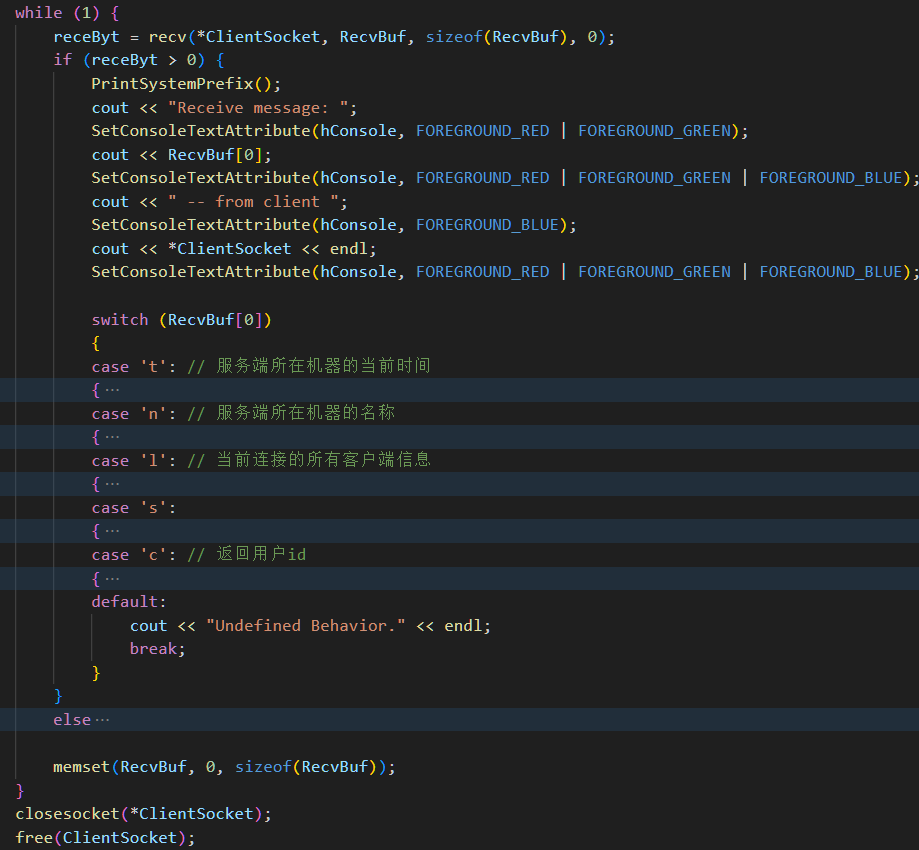 while (1) {
receByt = recv(*ClientSocket, RecvBuf, sizeof(RecvBuf), 0);
if (receByt > 0) {
PrintSystemPrefix();
cout << "Receive message: ";
SetConsoleTextAttribute(hConsole, FOREGROUND_RED | FOREGROUND_GREEN);
cout << RecvBuf[0];
SetConsoleTextAttribute(hConsole, FOREGROUND_RED | FOREGROUND_GREEN | FOREGROUND_BLUE);
cout << " -- from client ";
SetConsoleTextAttribute(hConsole, FOREGROUND_BLUE);
cout << *ClientSocket << endl;
SetConsoleTextAttribute(hConsole, FOREGROUND_RED | FOREGROUND_GREEN | FOREGROUND_BLUE);
switch (RecvBuf[0])
{
case 't': // 服务端所在机器的当前时间
{ ···
case 'n': // 服务端所在机器的名称
{ ···
case 'l': // 当前连接的所有客户端信息
{ ···
case 's':
{ ···
case 'c': // 返回用户id
{ ···
default:
cout << "Undefined Behavior." << endl;
break;
}
}
else ···
memset(RecvBuf, 0, sizeof(RecvBuf));
}
closesocket(*ClientSocket);
free(ClientSocket);